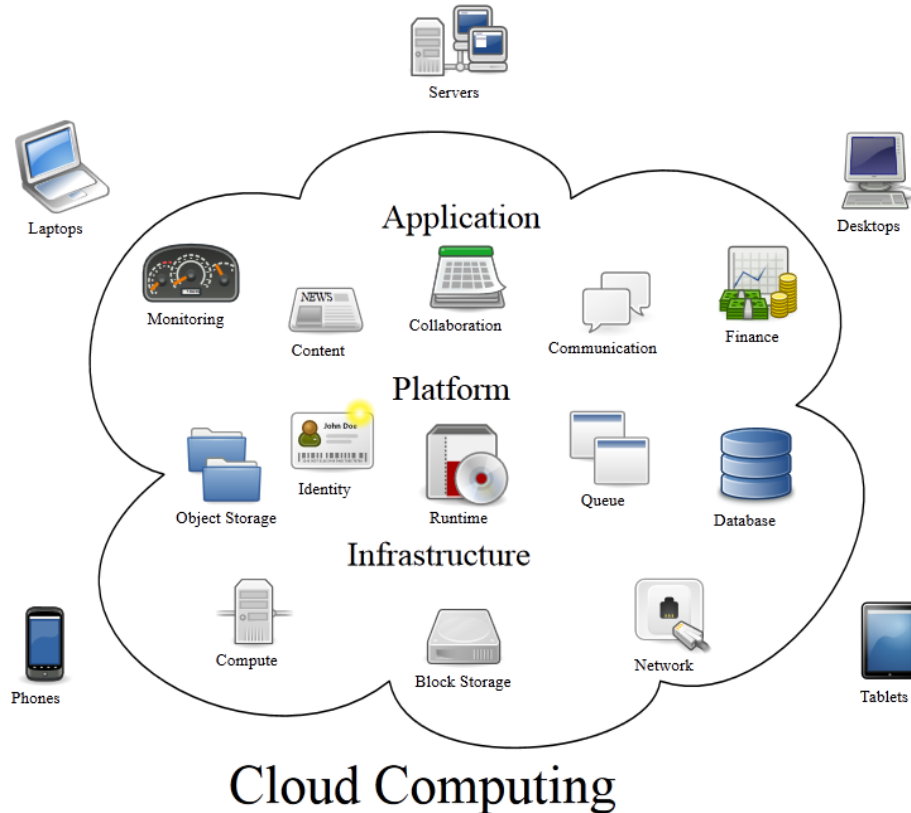 Servers
Laptops
Desktops
Application
Monitoring
NEWS
Content
Collaboration
Communication
Finance
Platform
John Doe
Object Storage
Identity
Runtime
Queue
Database
Infrastructure
Compute
Block Storage
Network
Phones
Tablets
Cloud Computing